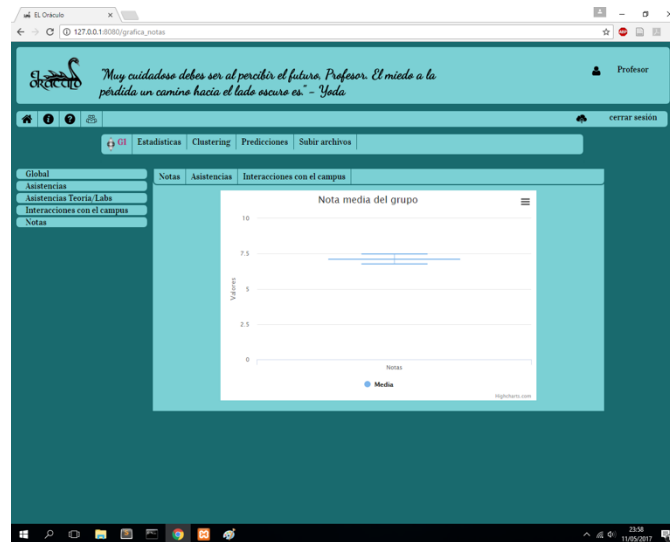 EL Oráculo
127.0.0.1:8080/grafica_notas
EL ORÁCULO
"Muy cuidadoso debes ser al percibir el futuro, Profesor. El miedo a la
pérdida un camino hacia el lado oscuro es." - Yoda
Profesor
cerrar sesión
G1 Estadísticas Clustering Predicciones Subir archivos
Global
Asistencias
Asistencias Teoría/Labs
Interacciones con el campus
Notas
Notas Asistencias Interacciones con el campus
Nota media del grupo
10
7.5
5
2.5
0
Valores
Notas
Media
Highcharts.com
23:58
11/05/2017